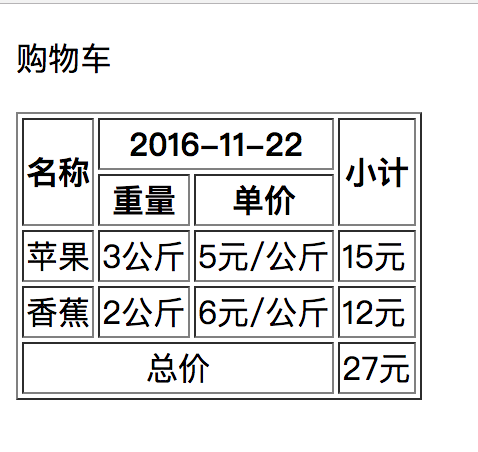 购物车
名称 2016-11-22 小计
重量 单价
苹果 3公斤 5元/公斤 15元
香蕉 2公斤 6元/公斤 12元
总价 27元